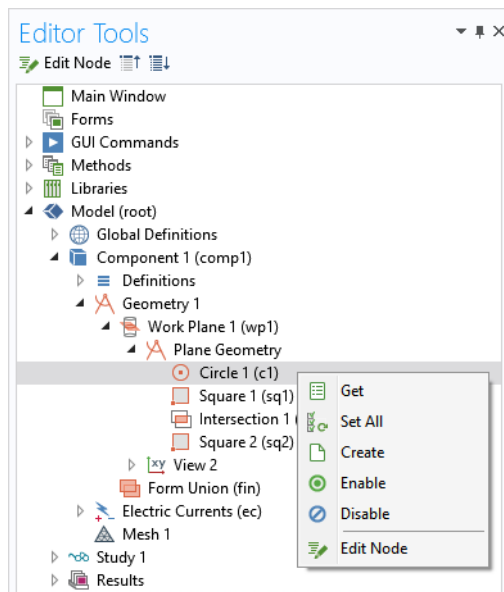 Editor Tools
Edit Node
Main Window
Forms
GUI Commands
Methods
Libraries
Model (root)
Global Definitions
Component 1 (comp1)
Definitions
Geometry 1
Work Plane 1 (wp1)
Plane Geometry
Circle 1 (c1)
Square 1 (sq1)
Intersection 1 (
Square 2 (sq2)
xy View 2
Form Union (fin)
Electric Currents (ec)
Mesh 1
Study 1
Results
Get
Set All
Create
Enable
Disable
Edit Node